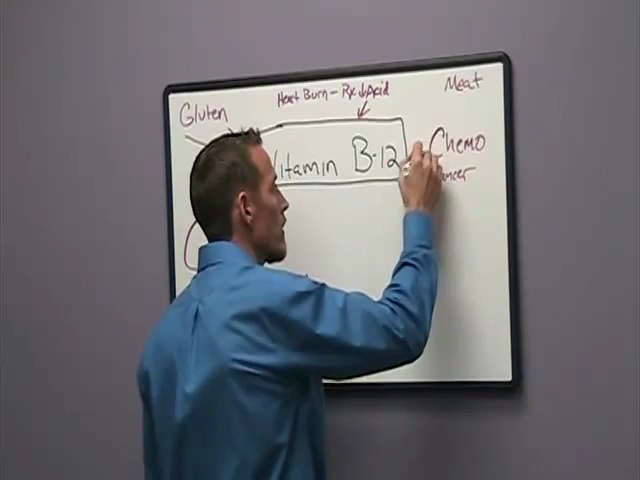 Gluten
Heart Burn - Rx ↓ Acid
Meat
Vitamin B-12
Chemo